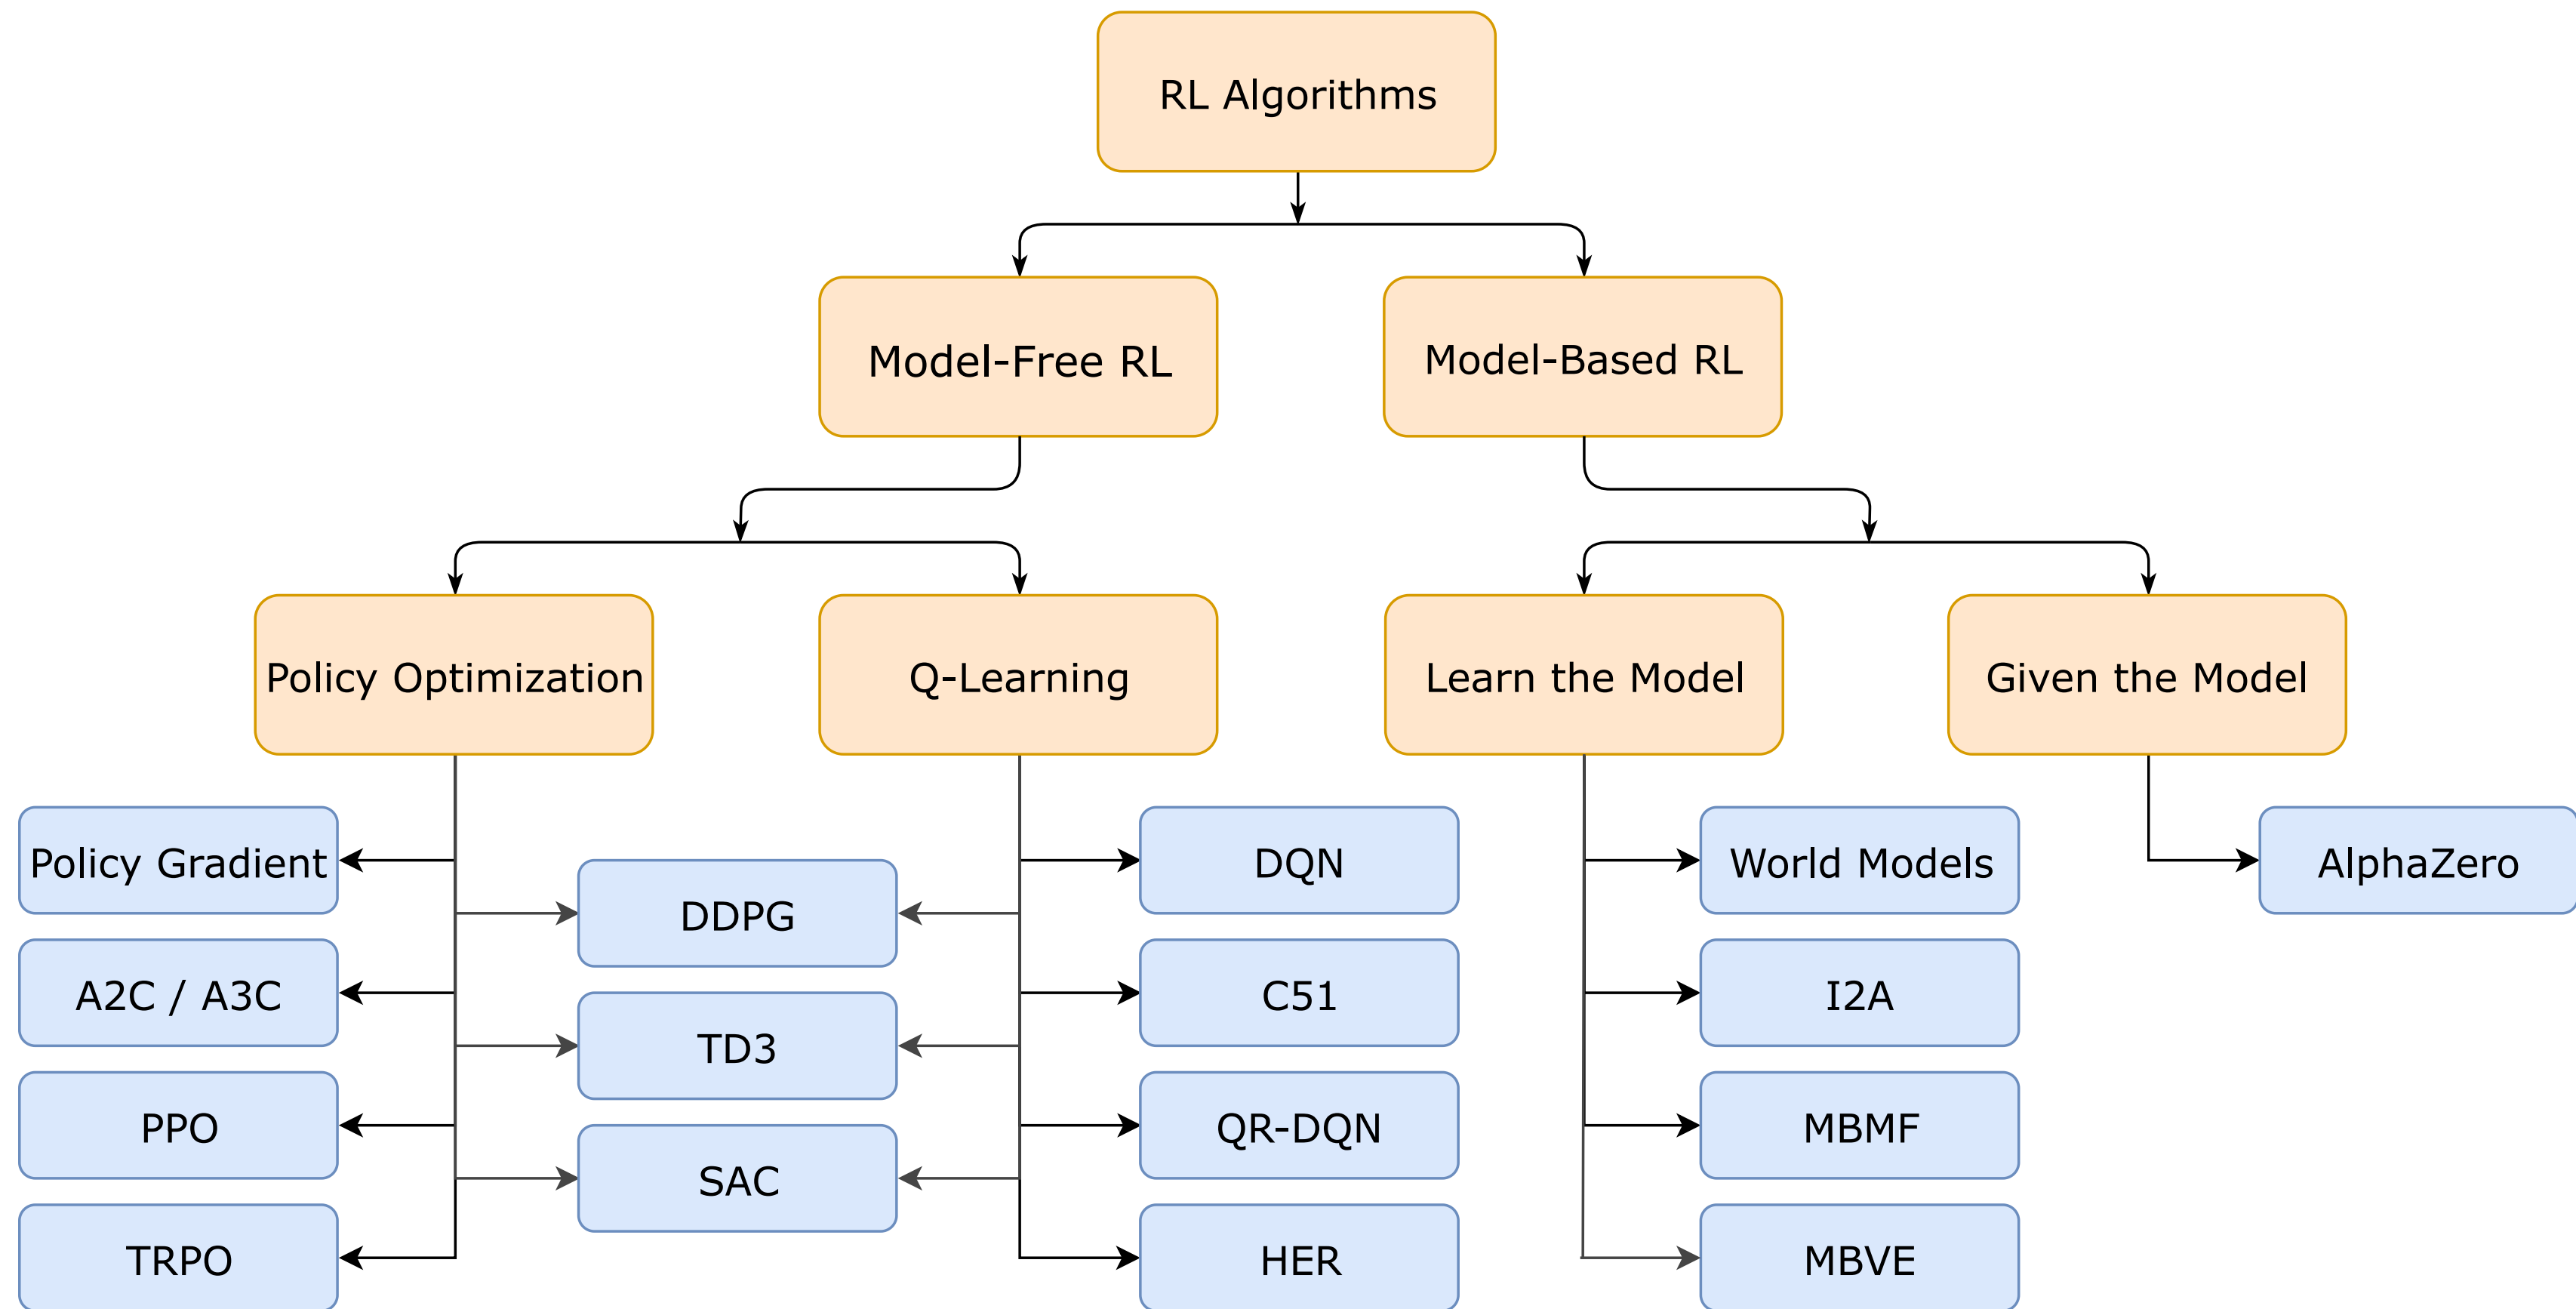 RL Algorithms
Model-Free RL
Model-Based RL
Policy Optimization
Q-Learning
Learn the Model
Given the Model
Policy Gradient
DDPG
DQN
World Models
AlphaZero
A2C / A3C
TD3
C51
I2A
PPO
SAC
QR-DQN
MBMF
TRPO
HER
MBVE